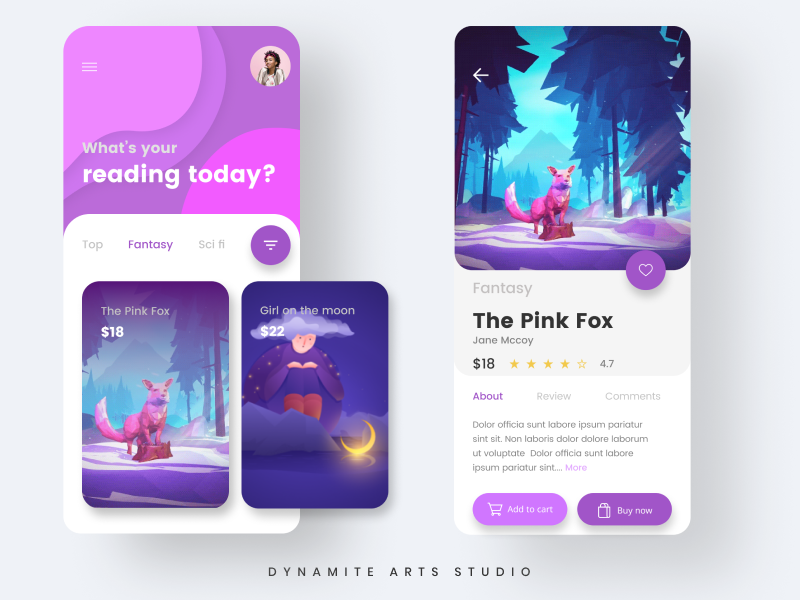 What's your
reading today?
Top Fantasy Sci fi
The Pink Fox
$18
Girl on the moon
$22
Fantasy
The Pink Fox
Jane Mccoy
$18 4.7
About Review Comments
Dolor officia sunt labore ipsum pariatur
sint sit. Non laboris dolor dolore laborum
ut voluptate Dolor officia sunt labore
ipsum pariatur sint.... More
Add to cart Buy now
DYNAMITE ARTS STUDIO